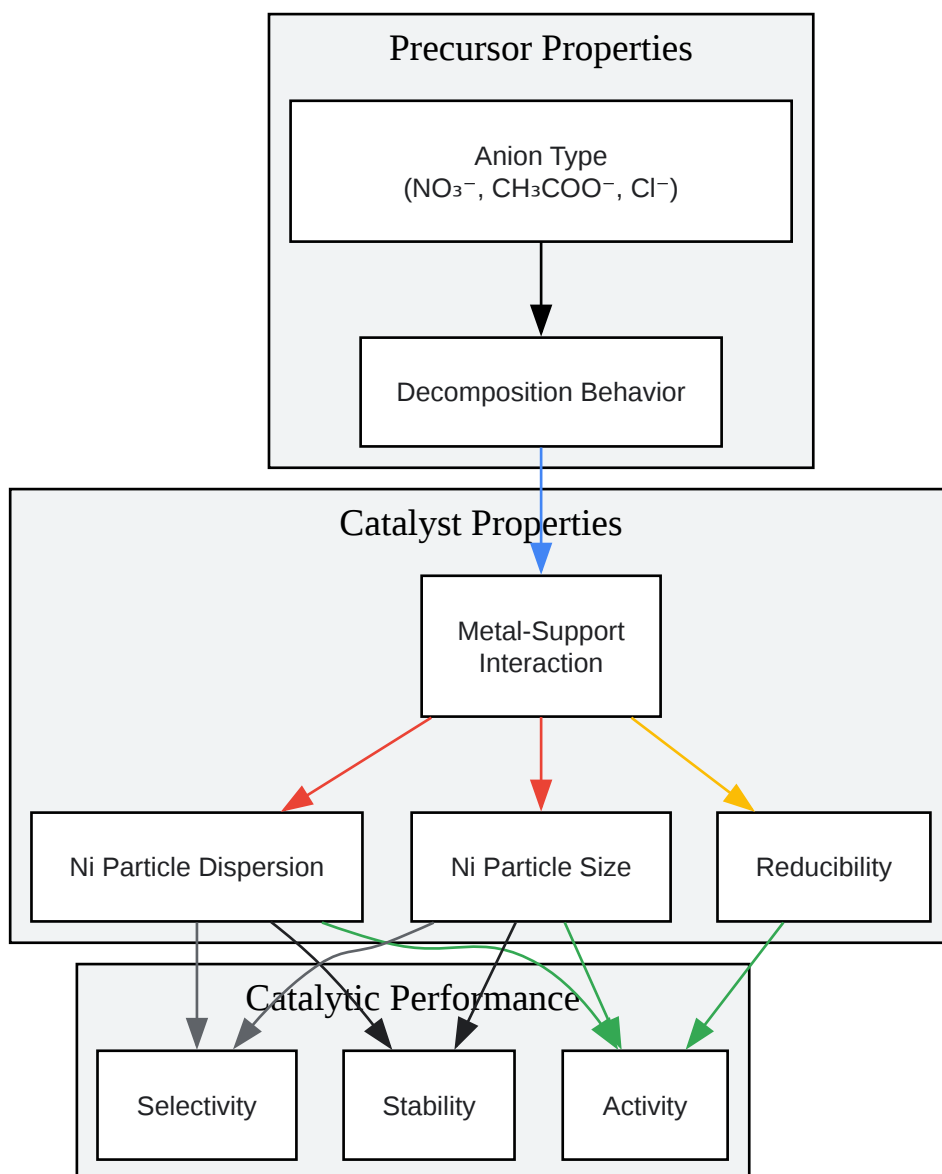 Precursor Properties
Anion Type
(NO₃⁻, CH₃COO⁻, Cl⁻)
Decomposition Behavior
Catalyst Properties
Metal-Support
Interaction
Ni Particle Dispersion
Ni Particle Size
Reducibility
Catalytic Performance
Selectivity
Stability
Activity